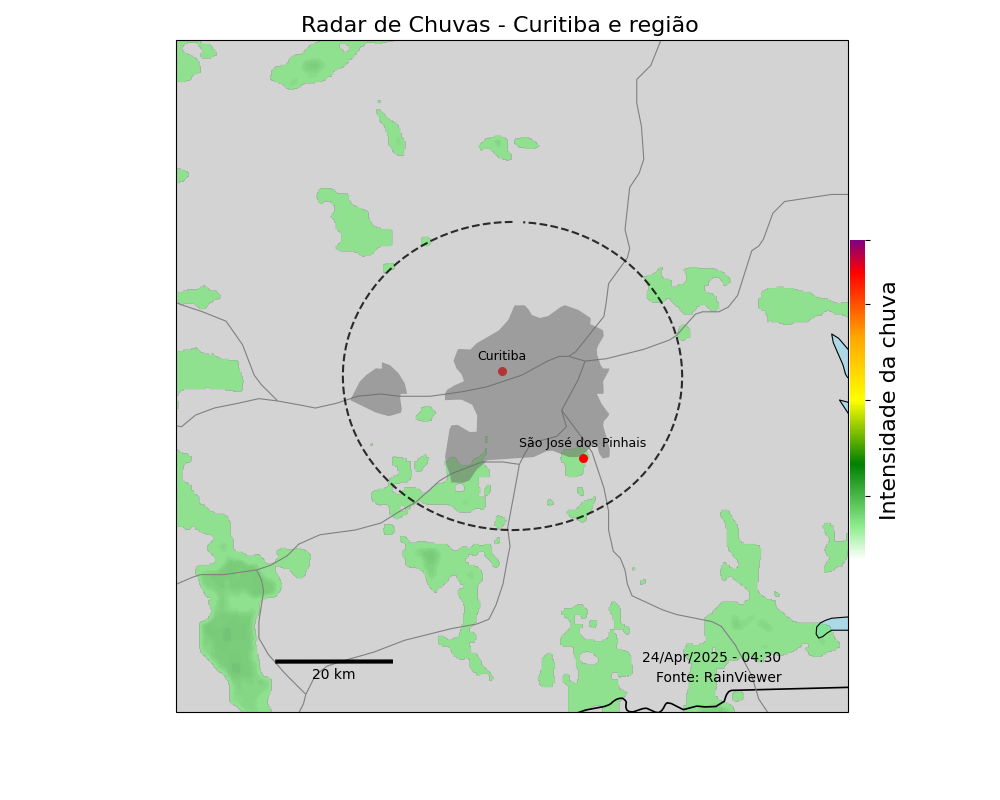 Radar de Chuvas - Curitiba e região
Curitiba
São José dos Pinhais
Intensidade da chuva
24/Apr/2025 - 04:30
20 km
Fonte: RainViewer